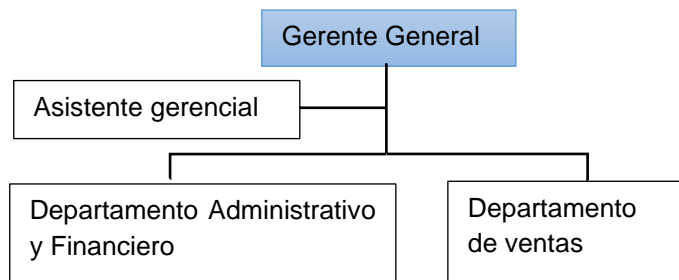 Gerente General
Asistente gerencial
Departamento Administrativo
y Financiero
Departamento
de ventas